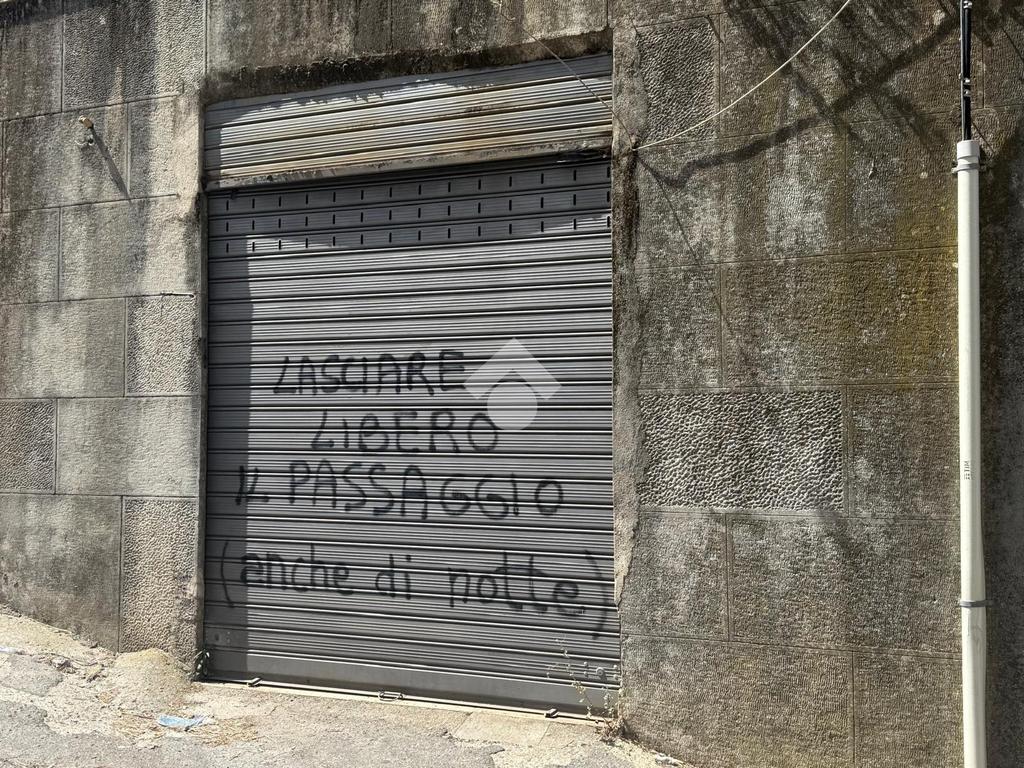 LASCIARE
LIBERO
IL PASSAGGIO
(anche di notte)